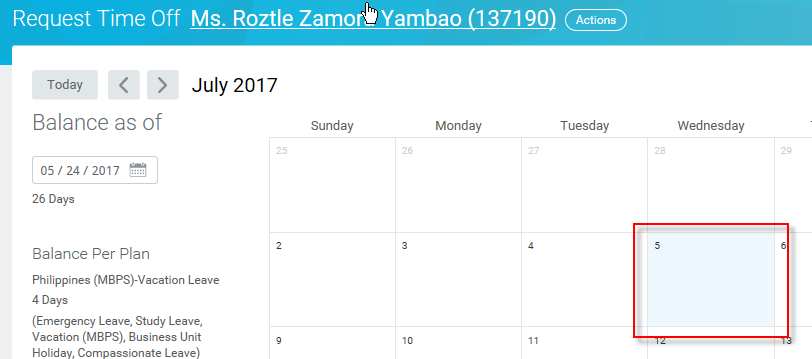 Request Time Off Ms. Roztle Zamora Yambao (137190) Actions
Today July 2017
Balance as of
Sunday Monday Tuesday Wednesday
25 26 27 28 29
05 / 24 / 2017
26 Days
2 3 4 5 6
Balance Per Plan
Philippines (MBPS)-Vacation Leave
4 Days
(Emergency Leave, Study Leave,
Vacation (MBPS), Business Unit
Holiday, Compassionate Leave)
9 10 11 12 13